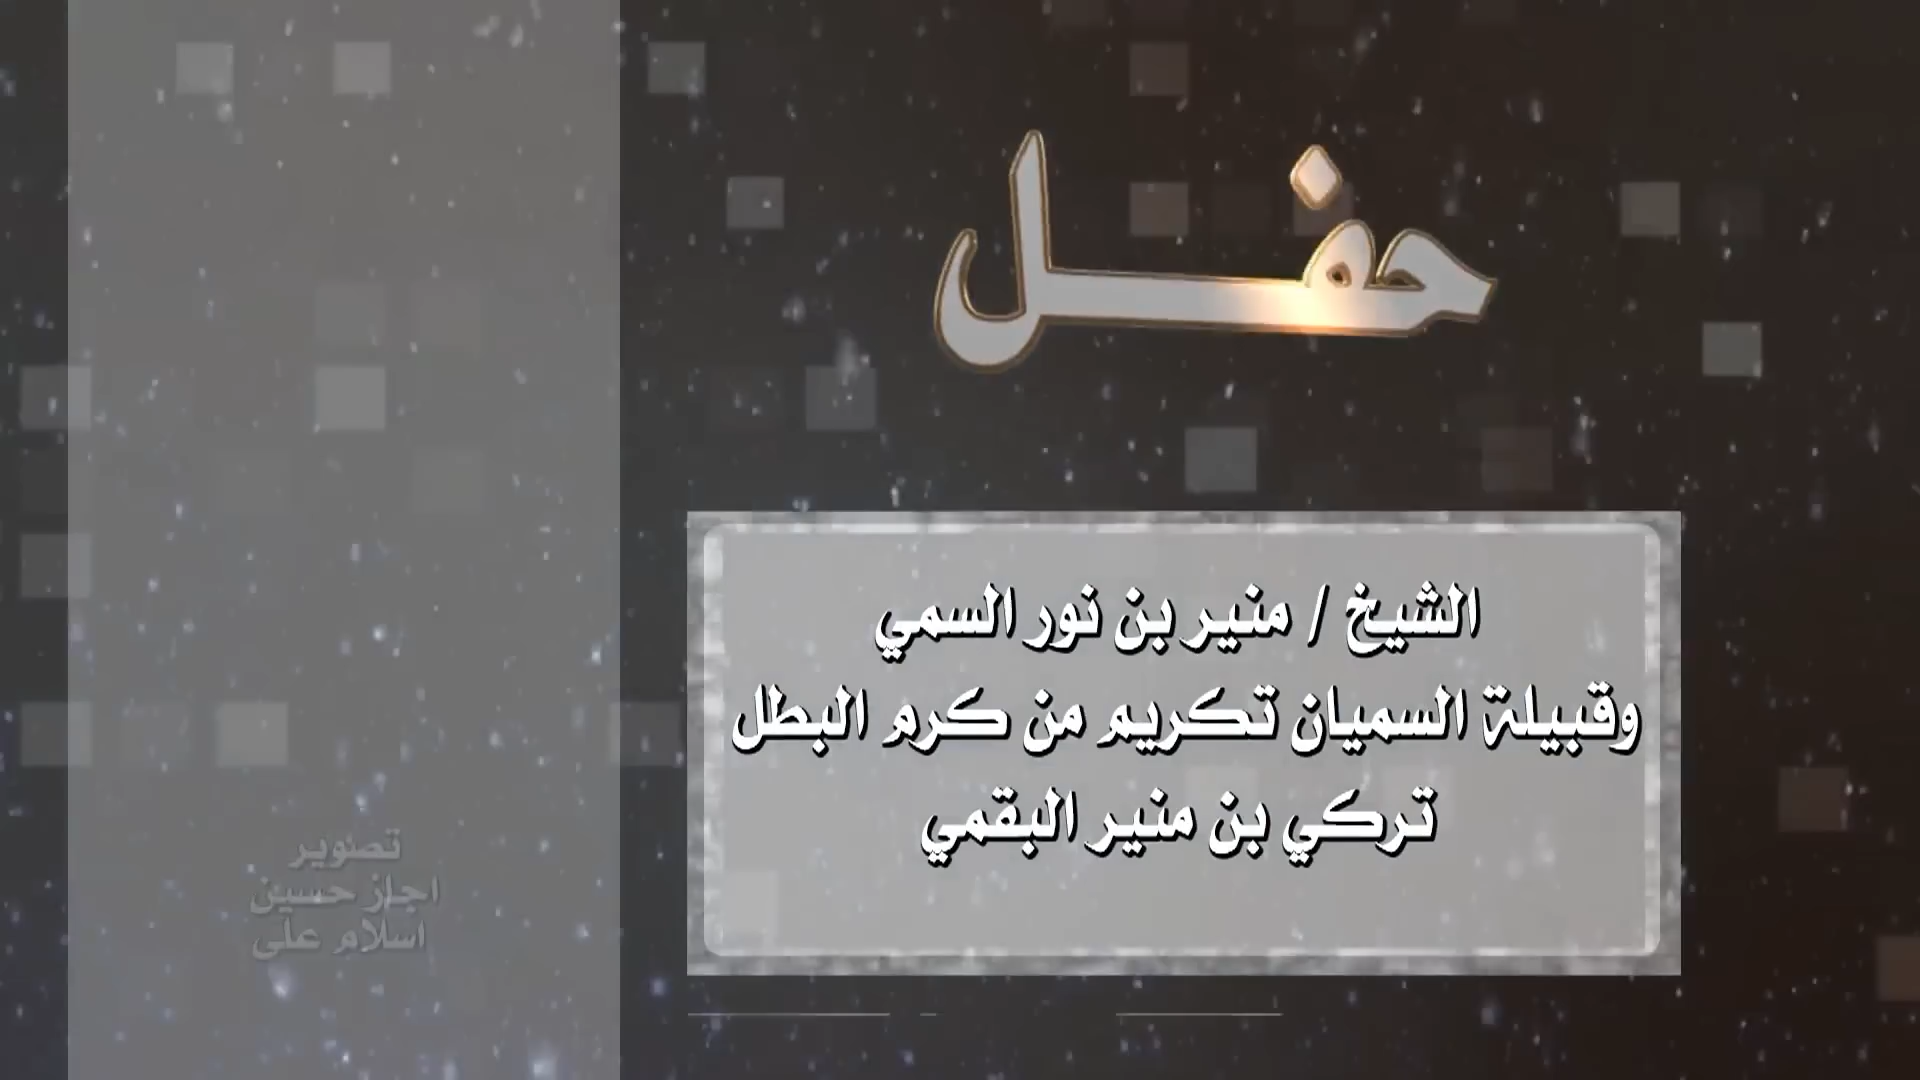 حفل
الشيخ / منير بن نور السمي
وقبيلة السميان تكريم من كرم البطل
تركي بن منير البقمي
تصوير
اجاز حسين
اسلام على